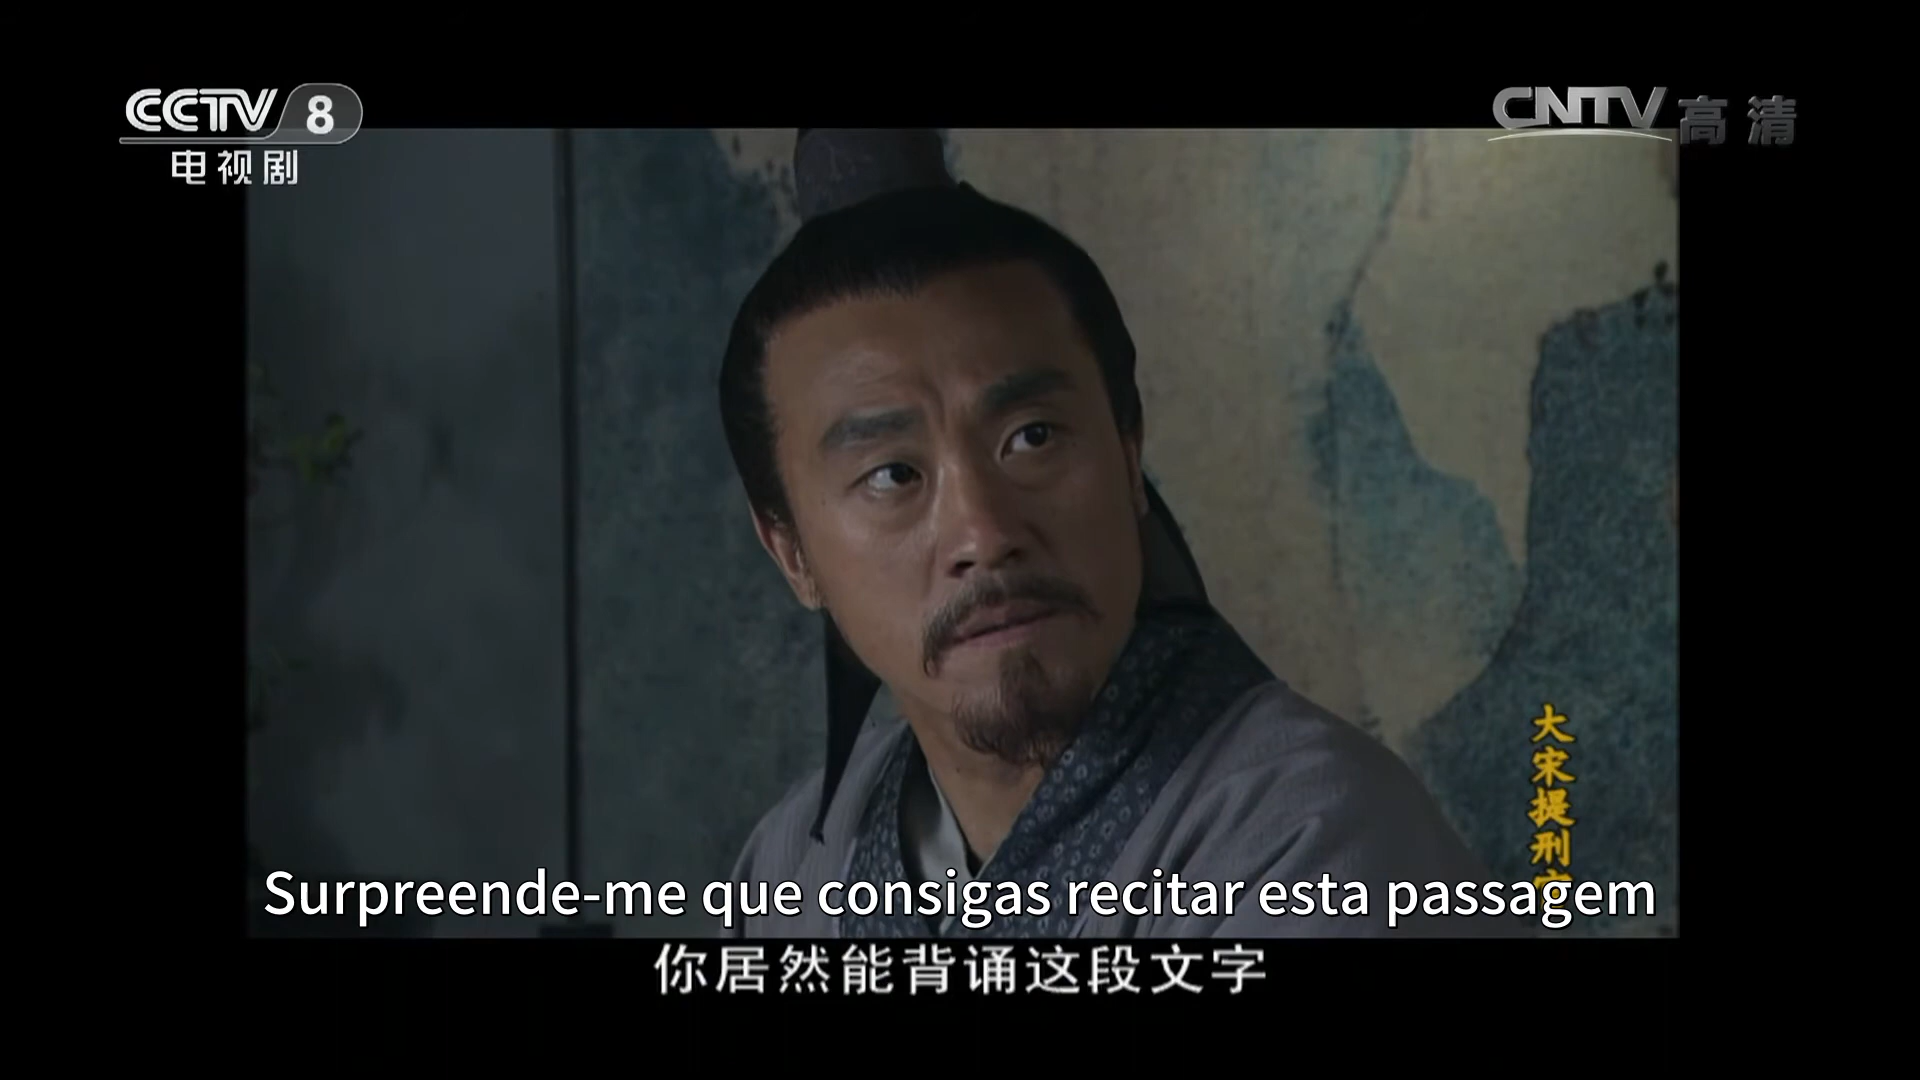 CCTV 8
电视剧
CNTV 高清
大宋提刑
Surpreende-me que consigas recitar esta passagem
你居然能背诵这段文字